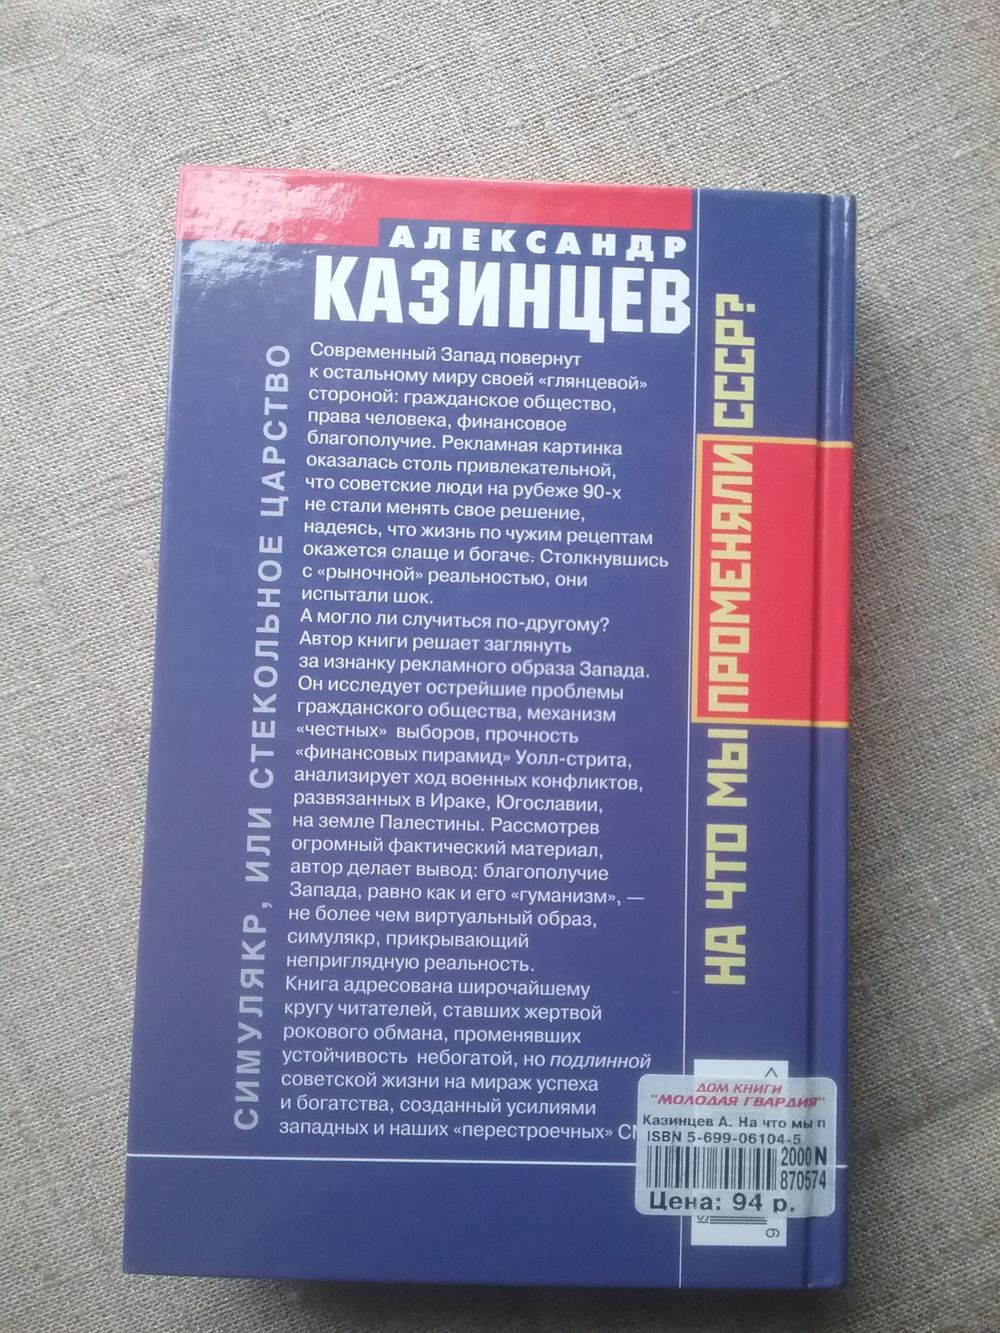 АЛЕКСАНДР
КАЗИНЦЕВ
Современный Запад повернут
к остальному миру своей «глянцевой»
стороной: гражданское общество,
права человека, финансовое
благополучие. Рекламная картинка
оказалась столь привлекательной,
что советские люди на рубеже 90-х
не стали менять свое решение,
надеясь, что жизнь по чужим рецептам
окажется слаще и богаче. Столкнувшись
с «рыночной» реальностью, они
испытали шок.
А могло ли случиться по-другому?
Автор книги решает заглянуть
за изнанку рекламного образа Запада.
Он исследует острейшие проблемы
гражданского общества, механизм
«честных» выборов, прочность
«финансовых пирамид» Уолл-стрита,
анализирует ход военных конфликтов,
развязанных в Ираке, Югославии,
на земле Палестины. Рассмотрев
огромный фактический материал,
автор делает вывод: благополучие
Запада, равно как и его «гуманизм», —
не более чем виртуальный образ,
симулякр, прикрывающий
неприглядную реальность.
Книга адресована широчайшему
кругу читателей, ставших жертвой
рокового обмана, променявших
устойчивость небогатой, но подлинной
советской жизни на мираж успеха
и богатства, созданный усилиями
западных и наших «перестроечных»
СИМУЛЯКР, ИЛИ СТЕКОЛЬНОЕ ЦАРСТВО
НА ЧТО МЫ ПРОМЕНЯЛИ СССР?
ДОМ КНИГИ
"МОЛОДАЯ ГВАРДИЯ"
Казинцев А. На что мы п
ISBN 5-699-06104-5
2000 N
870574
Цена: 94 р.
9